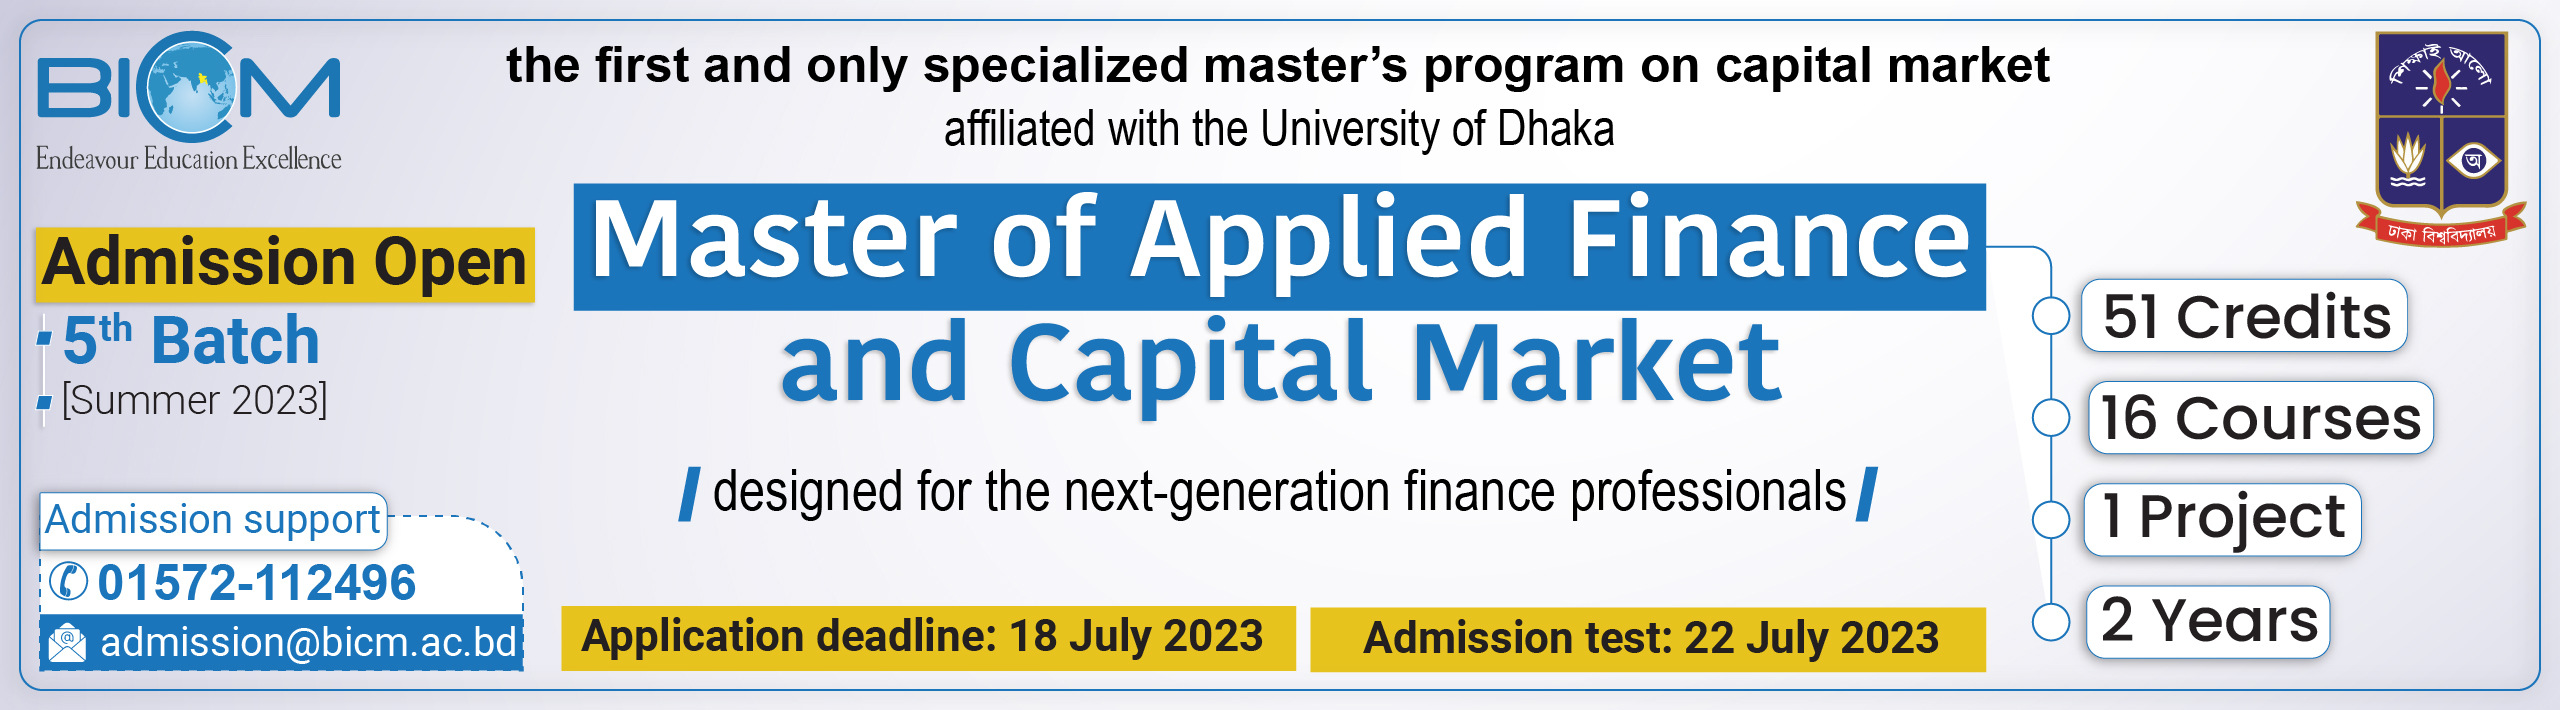 BICM
Endeavour Education Excellence
the first and only specialized master's program on capital market
affiliated with the University of Dhaka
শিক্ষাই আলো
অ
ঢাকা বিশ্ববিদ্যালয়
Admission Open
5th Batch
[Summer 2023]
Master of Applied Finance
and Capital Market
designed for the next-generation finance professionals
51 Credits
16 Courses
1 Project
2 Years
Admission support
01572-112496
admission@bicm.ac.bd
Application deadline: 18 July 2023
Admission test: 22 July 2023